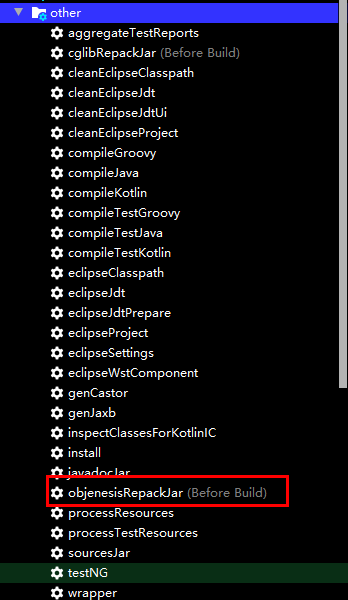 other
aggregateTestReports
cglibRepackJar (Before Build)
cleanEclipseClasspath
cleanEclipseJdt
cleanEclipseJdtUi
cleanEclipseProject
compileGroovy
compileJava
compileKotlin
compileTestGroovy
compileTestJava
compileTestKotlin
eclipseClasspath
eclipseJdt
eclipseJdtPrepare
eclipseProject
eclipseSettings
eclipseWstComponent
genCastor
genJaxb
inspectClassesForKotlinIC
install
javadocJar
objenesisRepackJar (Before Build)
processResources
processTestResources
sourcesJar
testNG
wrapper